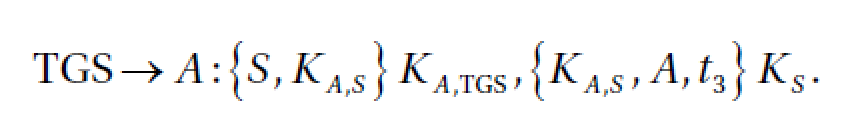 TGS → A:{S, K_{A,S}} K_{A,TGS}, {K_{A,S}, A, t_3} K_S.